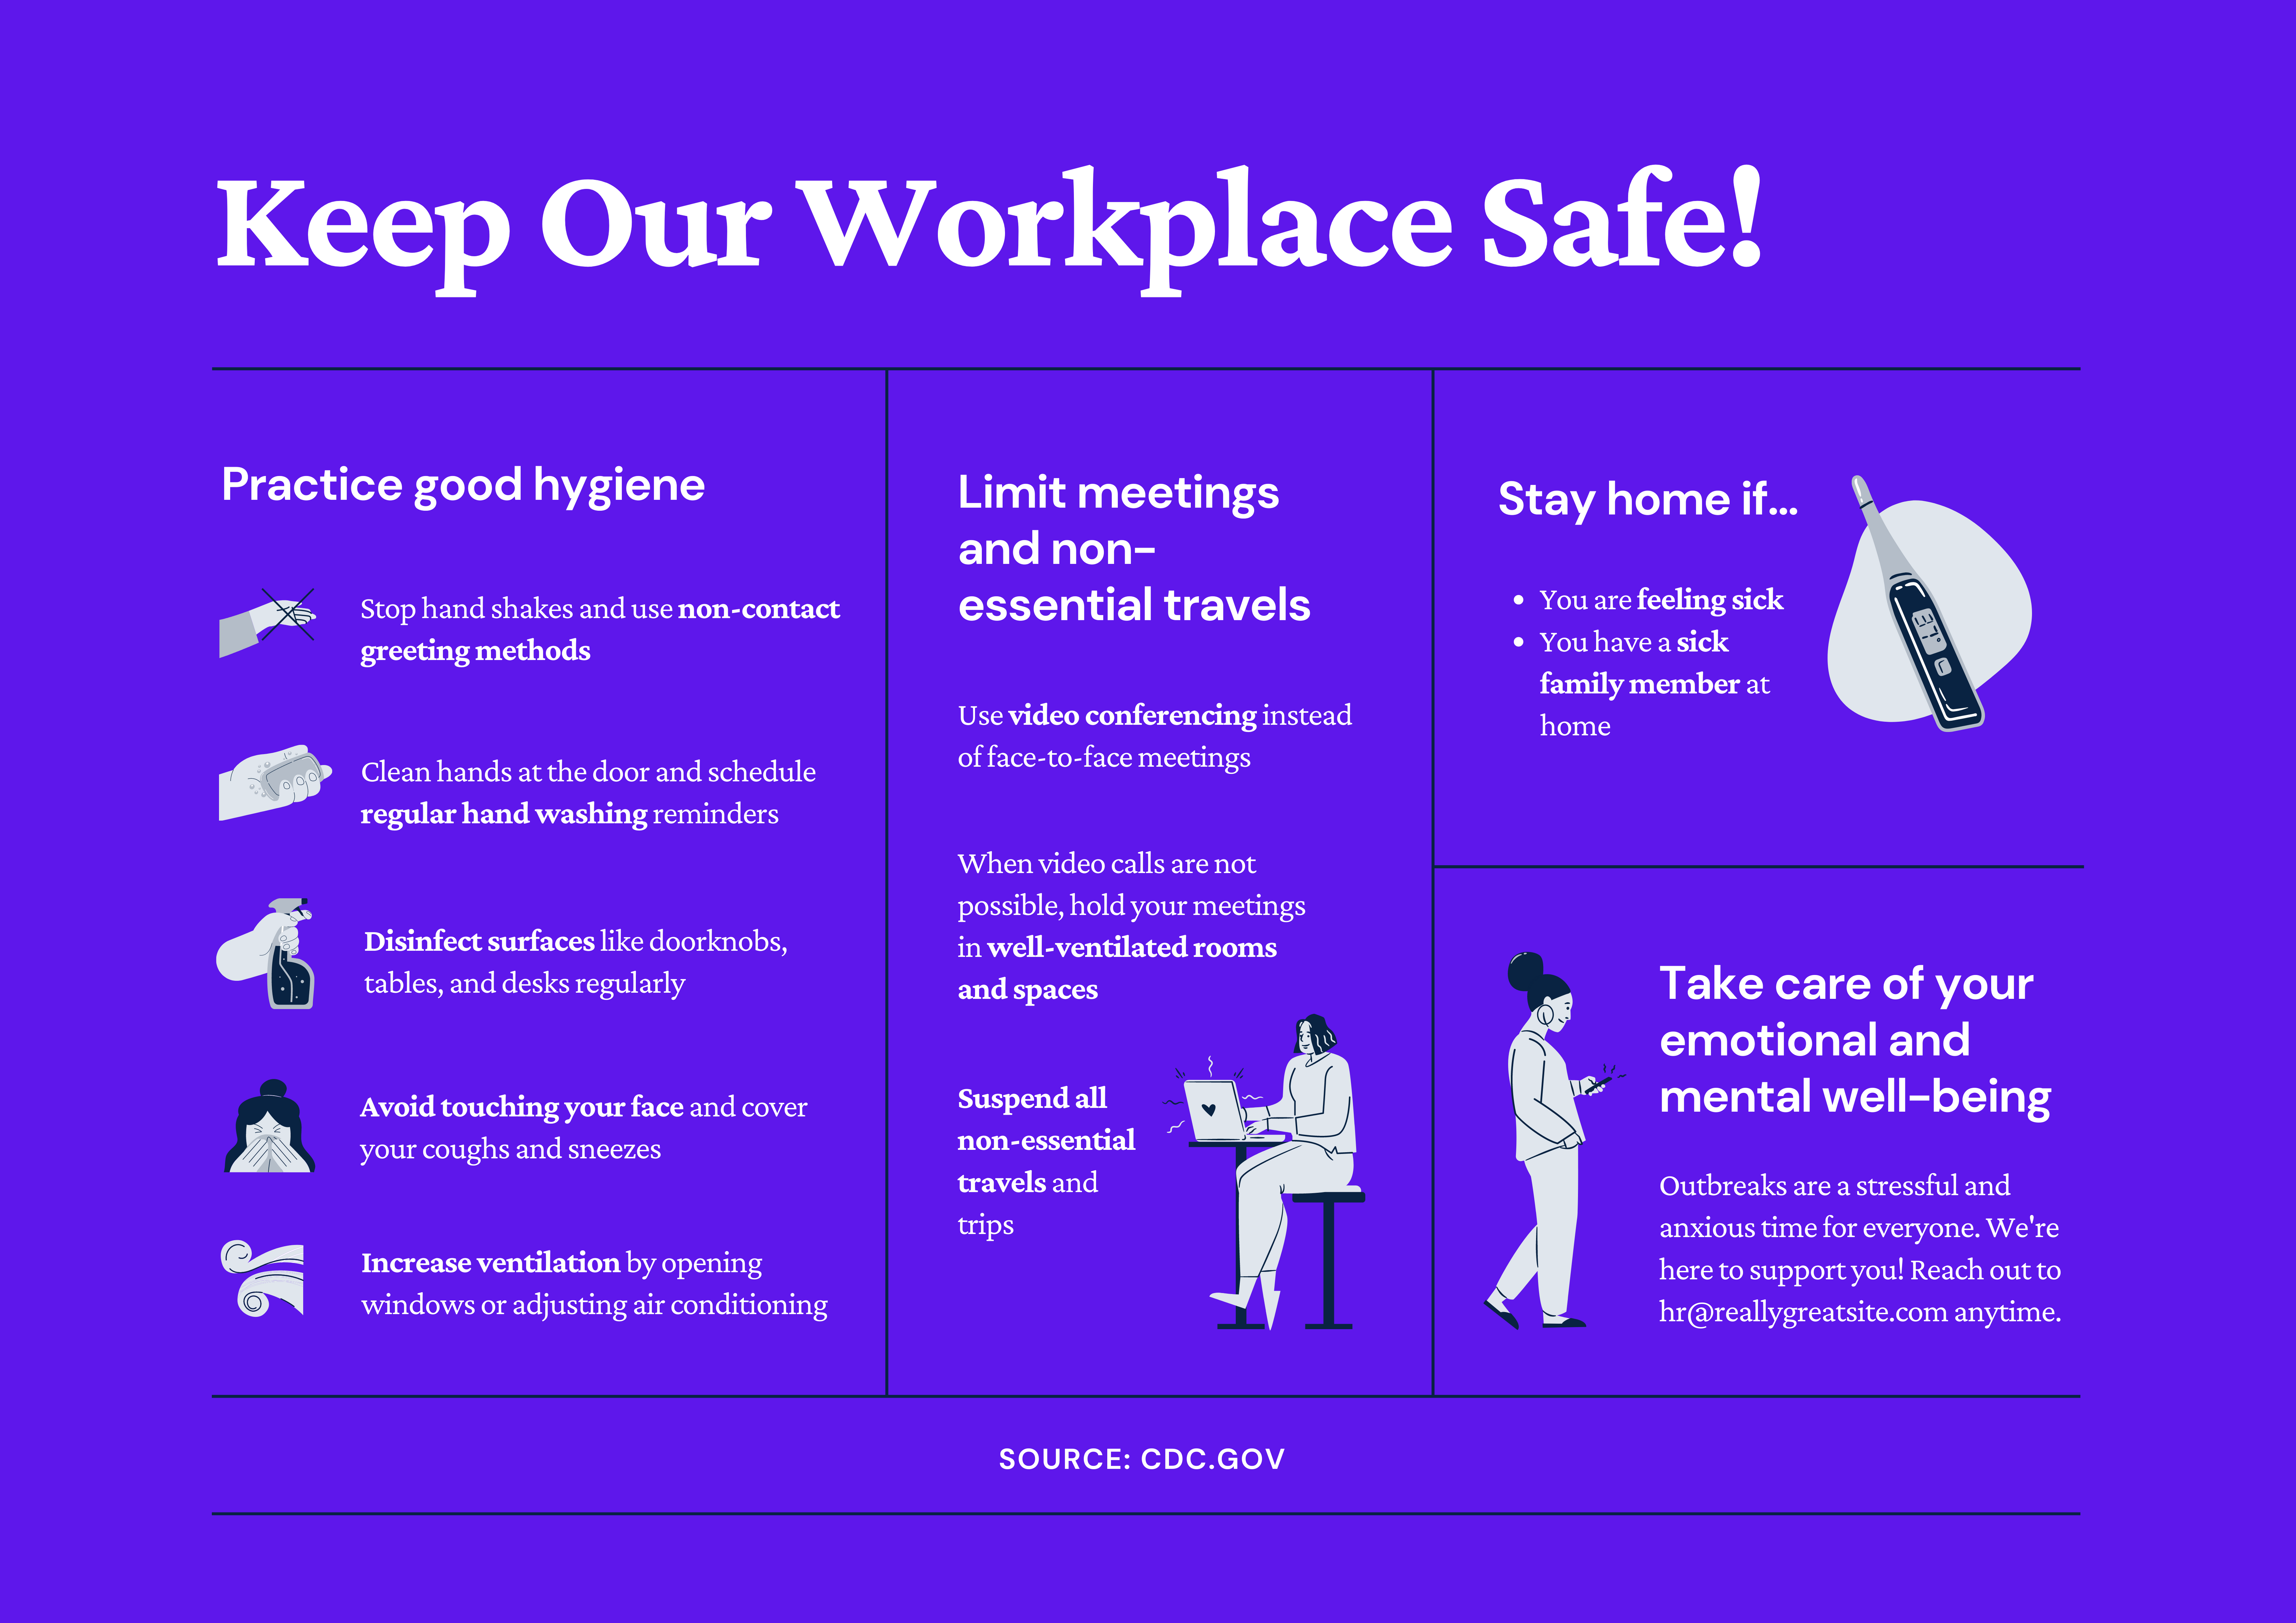 Keep Our Workplace Safe!
Practice good hygiene
Stop hand shakes and use non-contact
greeting methods
Clean hands at the door and schedule
regular hand washing reminders
Disinfect surfaces like doorknobs,
tables, and desks regularly
Avoid touching your face and cover
your coughs and sneezes
Increase ventilation by opening
windows or adjusting air conditioning
Limit meetings
and non-
essential travels
Use video conferencing instead
of face-to-face meetings
When video calls are not
possible, hold your meetings
in well-ventilated rooms
and spaces
Suspend all
non-essential
travels and
trips
Stay home if...
• You are feeling sick
• You have a sick
family member at
home
Take care of your
emotional and
mental well-being
Outbreaks are a stressful and
anxious time for everyone. We're
here to support you! Reach out to
hr@reallygreatsite.com anytime.
SOURCE: CDC.GOV